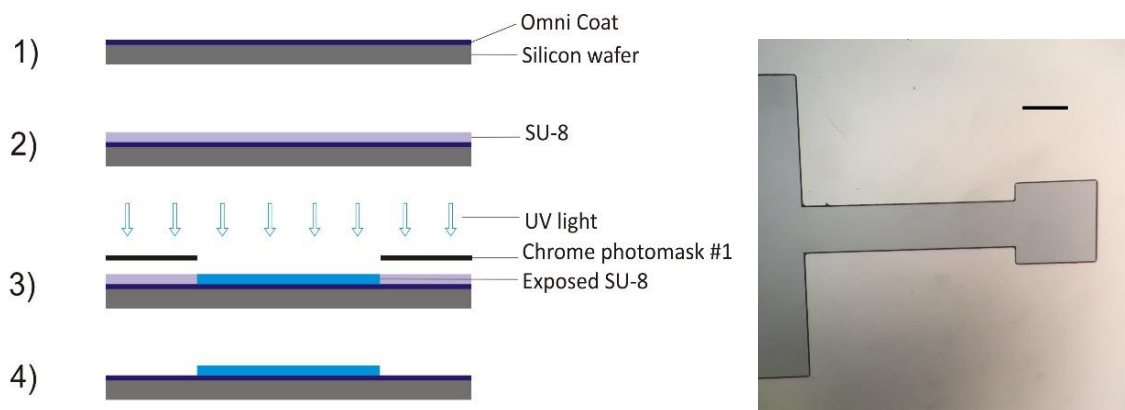 1)
Omni Coat
Silicon wafer
2)
SU-8
UV light
Chrome photomask #1
3)
Exposed SU-8
4)